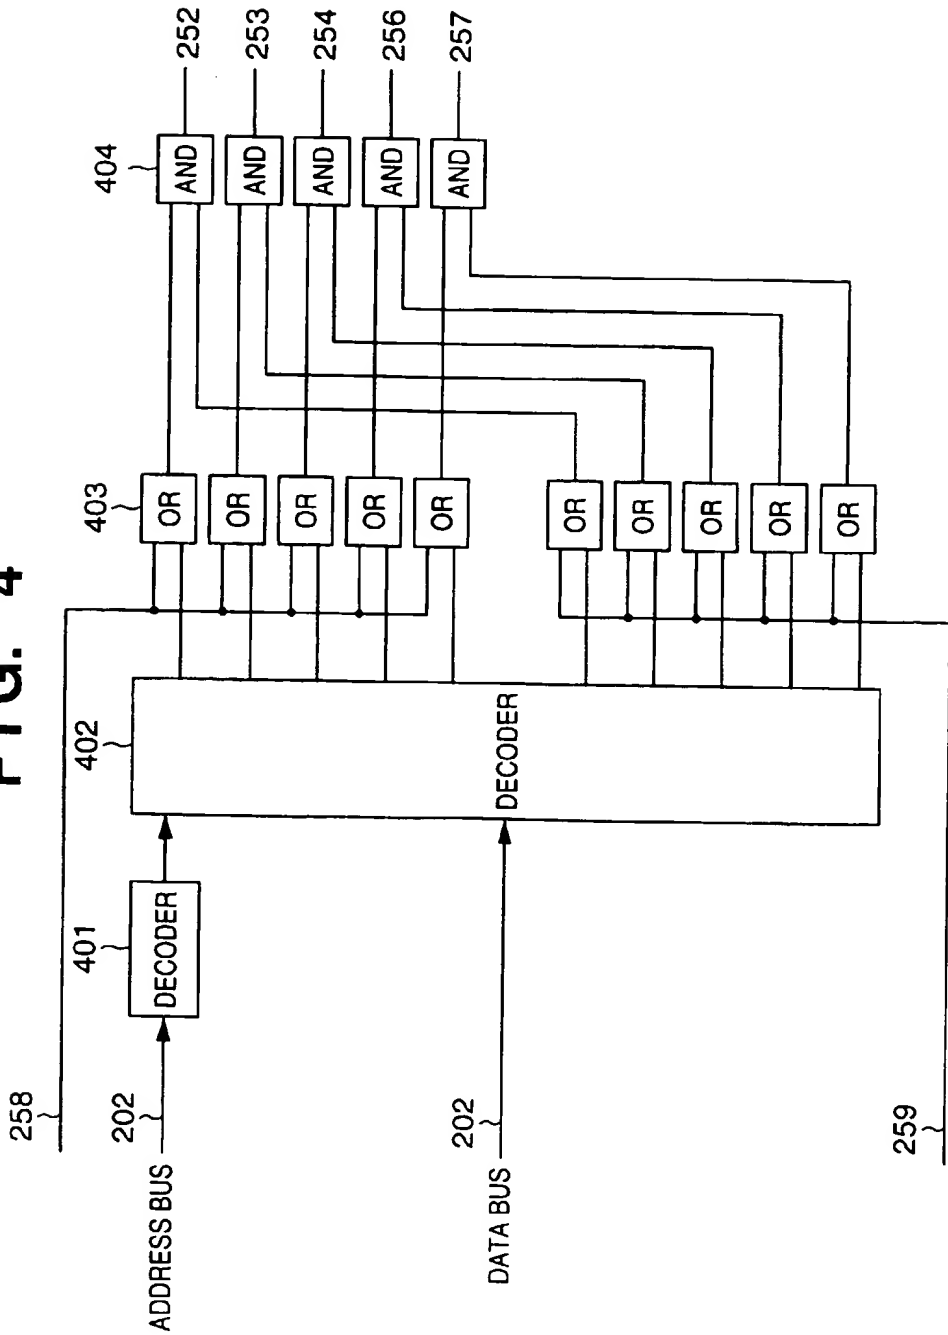 FIG. 4
258
401
402
403
404
202
ADDRESS BUS
DECODER
OR
AND
252
OR
AND
253
OR
AND
254
OR
AND
256
OR
AND
257
202
DATA BUS
DECODER
OR
OR
OR
OR
OR
259